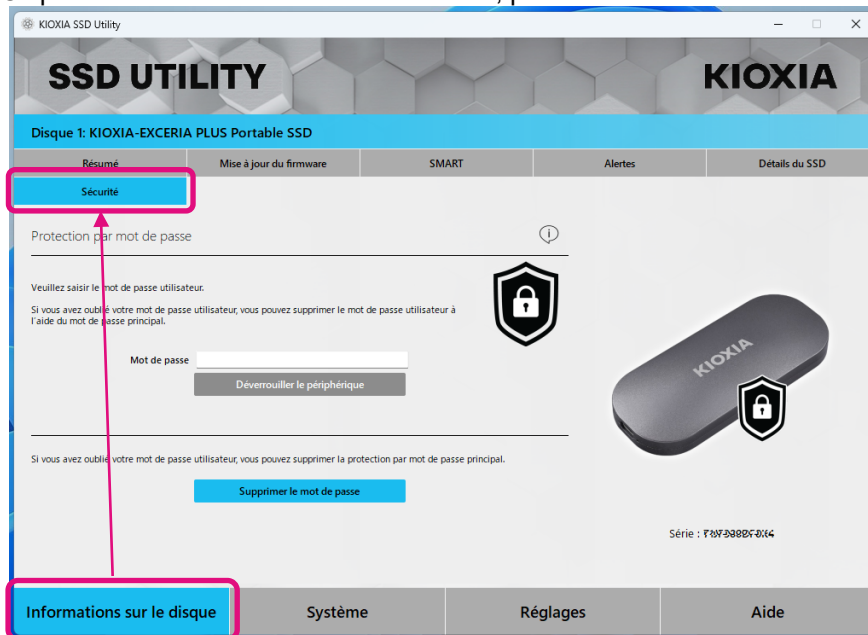 KIOXIA SSD Utility
SSD UTILITY
KIOXIA
Disque 1: KIOXIA-EXCERIA PLUS Portable SSD
Résumé
Mise à jour du firmware
SMART
Alertes
Détails du SSD
Sécurité
Protection par mot de passe
Veuillez saisir le mot de passe utilisateur.
Si vous avez oublié votre mot de passe utilisateur, vous pouvez supprimer le mot de passe utilisateur à
l'aide du mot de passe principal.
Mot de passe
Déverrouiller le périphérique
KIOXIA
Si vous avez oublié votre mot de passe utilisateur, vous pouvez supprimer la protection par mot de passe principal.
Supprimer le mot de passe
Série :
Informations sur le disque
Système
Réglages
Aide